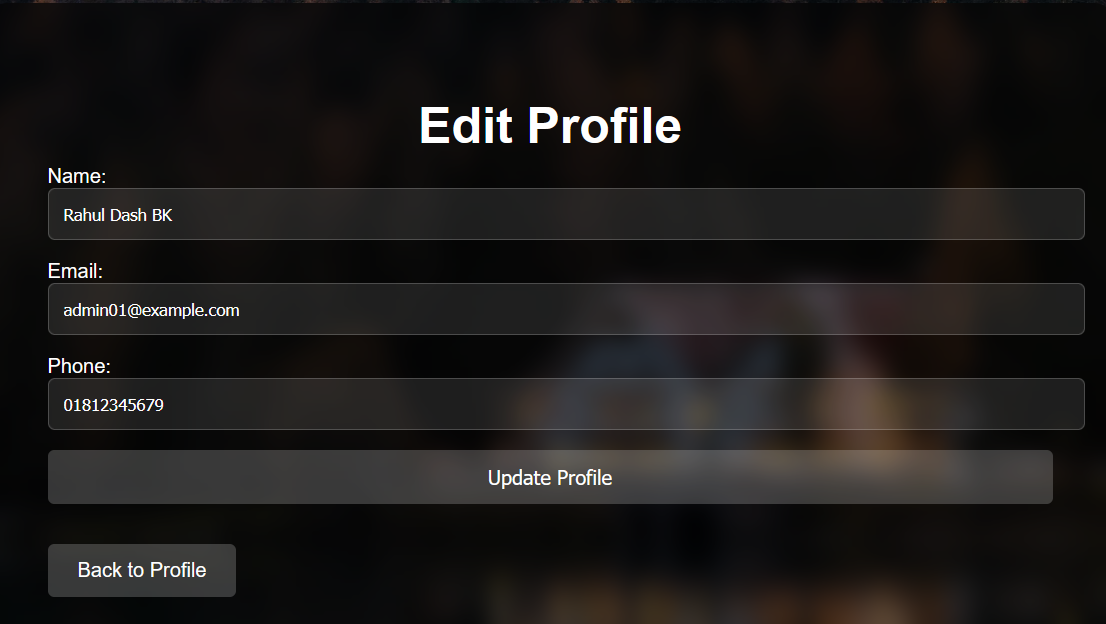 Edit Profile
Name:
Rahul Dash BK
Email:
admin01@example.com
Phone:
01812345679
Update Profile
Back to Profile